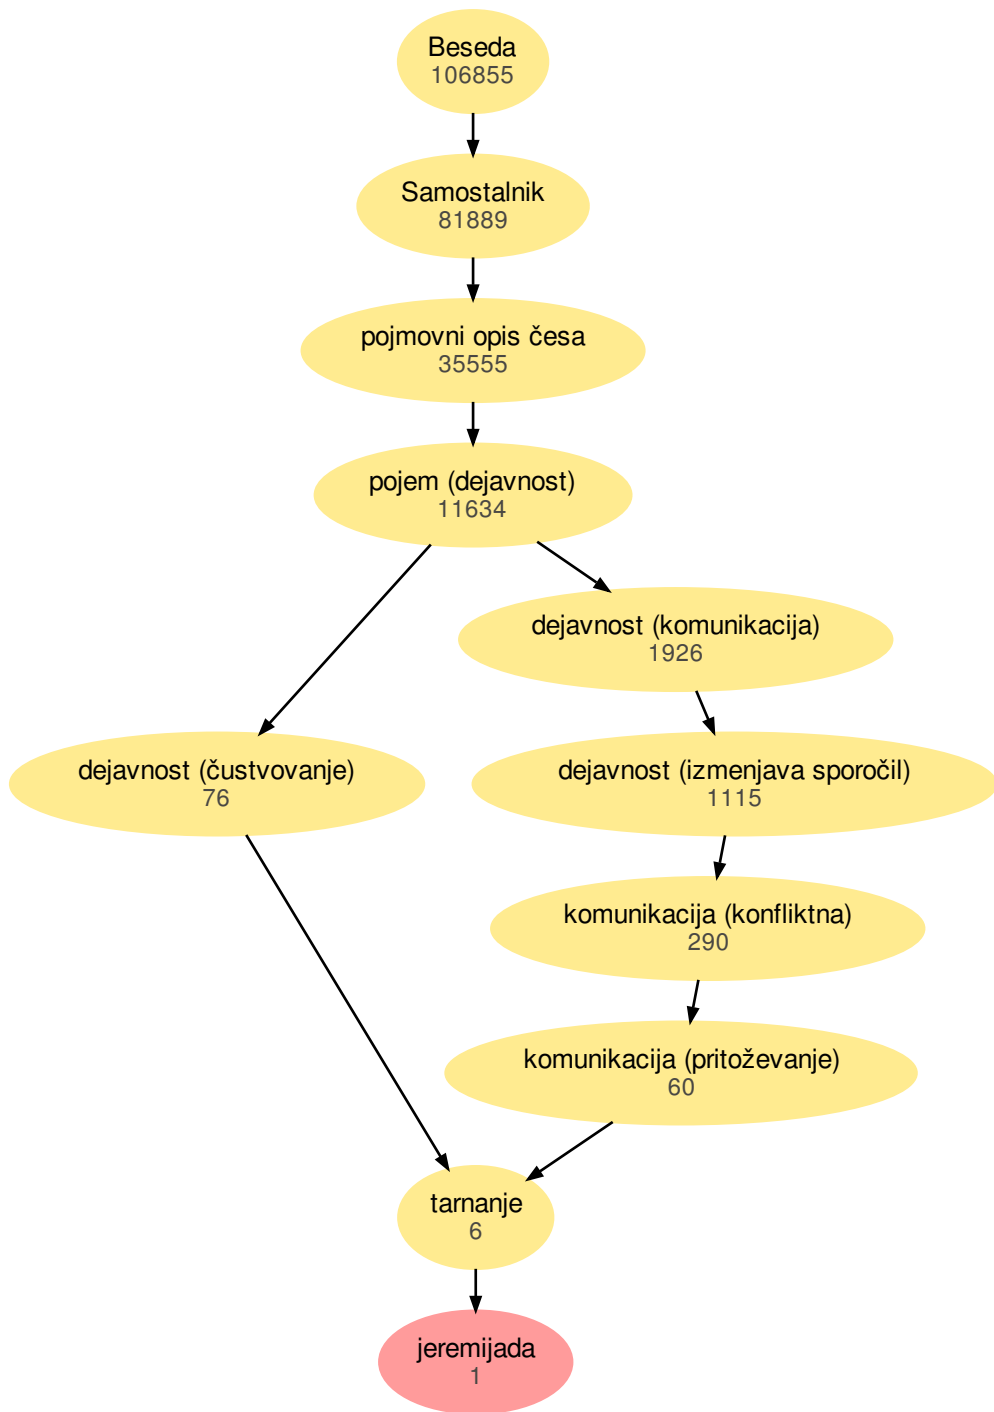 Beseda
106855
Samostalnik
81889
pojmovni opis česa
35555
pojem (dejavnost)
11634
dejavnost (komunikacija)
1926
dejavnost (čustvovanje)
76
dejavnost (izmenjava sporočil)
1115
komunikacija (konfliktna)
290
komunikacija (pritoževanje)
60
tarnanje
6
jeremijada
1